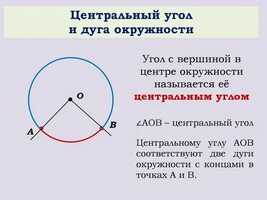 Центральный угол
и дуга окружности
Угол с вершиной в
центре окружности
называется её
центральным углом
∠AOB – центральный угол
Центральному углу АОВ
соответствуют две дуги
окружности с концами в
точках А и В.
O
A
B